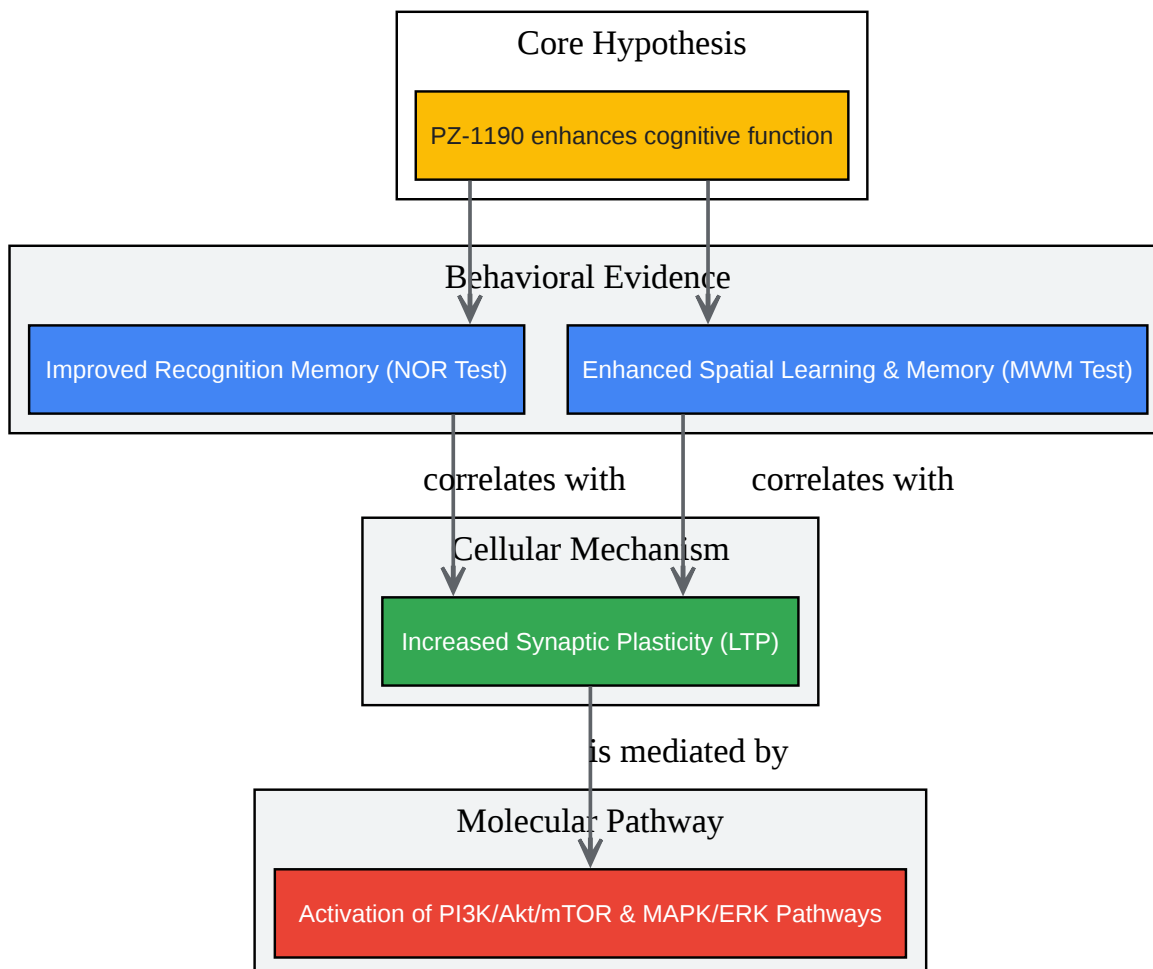 Core Hypothesis
PZ-1190 enhances cognitive function
Behavioral Evidence
Improved Recognition Memory (NOR Test)
Enhanced Spatial Learning & Memory (MWM Test)
correlates with
correlates with
Cellular Mechanism
Increased Synaptic Plasticity (LTP)
is mediated by
Molecular Pathway
Activation of PI3K/Akt/mTOR & MAPK/ERK Pathways